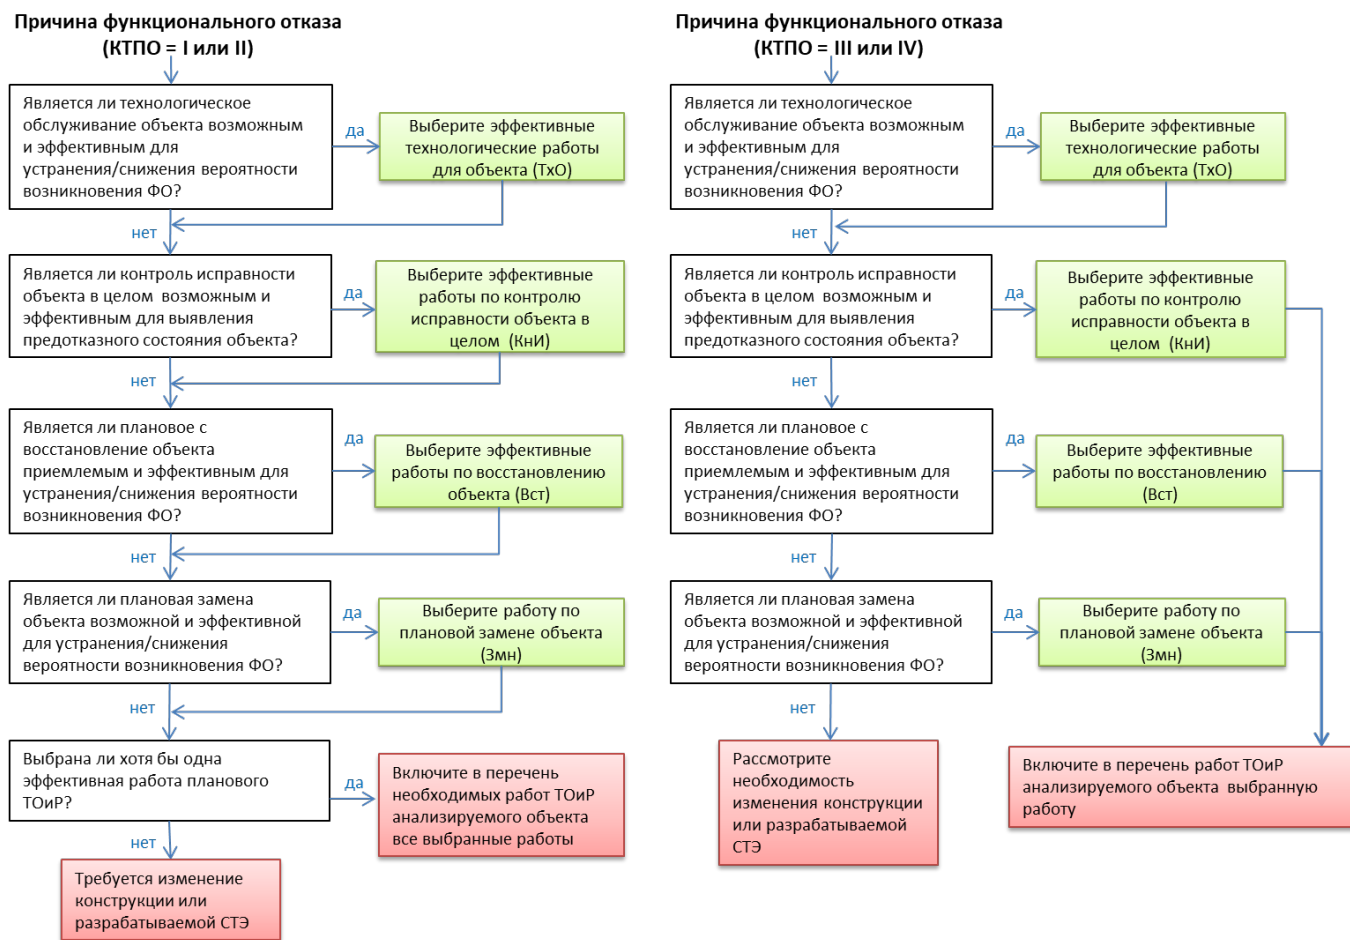 Причина функционального отказа
(КТПО = I или II)
Является ли технологическое
обслуживание объекта возможным
и эффективным для
устранения/снижения вероятности
возникновения ФО?
да
Выберите эффективные
технологические работы
для объекта (ТхО)
нет
Является ли контроль исправности
объекта в целом возможным и
эффективным для выявления
предотказного состояния объекта?
да
Выберите эффективные
работы по контролю
исправности объекта в
целом (КнИ)
нет
Является ли плановое с
восстановление объекта
приемлемым и эффективным для
устранения/снижения вероятности
возникновения ФО?
да
Выберите эффективные
работы по восстановлению
объекта (Вст)
нет
Является ли плановая замена
объекта возможной и эффективной
для устранения/снижения
вероятности возникновения ФО?
да
Выберите работу по
плановой замене объекта
(Змн)
нет
Выбрана ли хотя бы одна
эффективная работа планового
ТОиР?
да
Включите в перечень
необходимых работ ТОиР
анализируемого объекта
все выбранные работы
нет
Требуется изменение
конструкции или
разрабатываемой СТЭ
Причина функционального отказа
(КТПО = III или IV)
Является ли технологическое
обслуживание объекта возможным
и эффективным для
устранения/снижения вероятности
возникновения ФО?
да
Выберите эффективные
технологические работы
для объекта (ТхО)
нет
Является ли контроль исправности
объекта в целом возможным и
эффективным для выявления
предотказного состояния объекта?
да
Выберите эффективные
работы по контролю
исправности объекта в
целом (КнИ)
нет
Является ли плановое с
восстановление объекта
приемлемым и эффективным для
устранения/снижения вероятности
возникновения ФО?
да
Выберите эффективные
работы по восстановлению
(Вст)
нет
Является ли плановая замена
объекта возможной и эффективной
для устранения/снижения
вероятности возникновения ФО?
да
Выберите работу по
плановой замене объекта
(Змн)
нет
Рассмотрите
необходимость
изменения конструкции
или разрабатываемой
СТЭ
Включите в перечень работ ТОиР
анализируемого объекта выбранную
работу